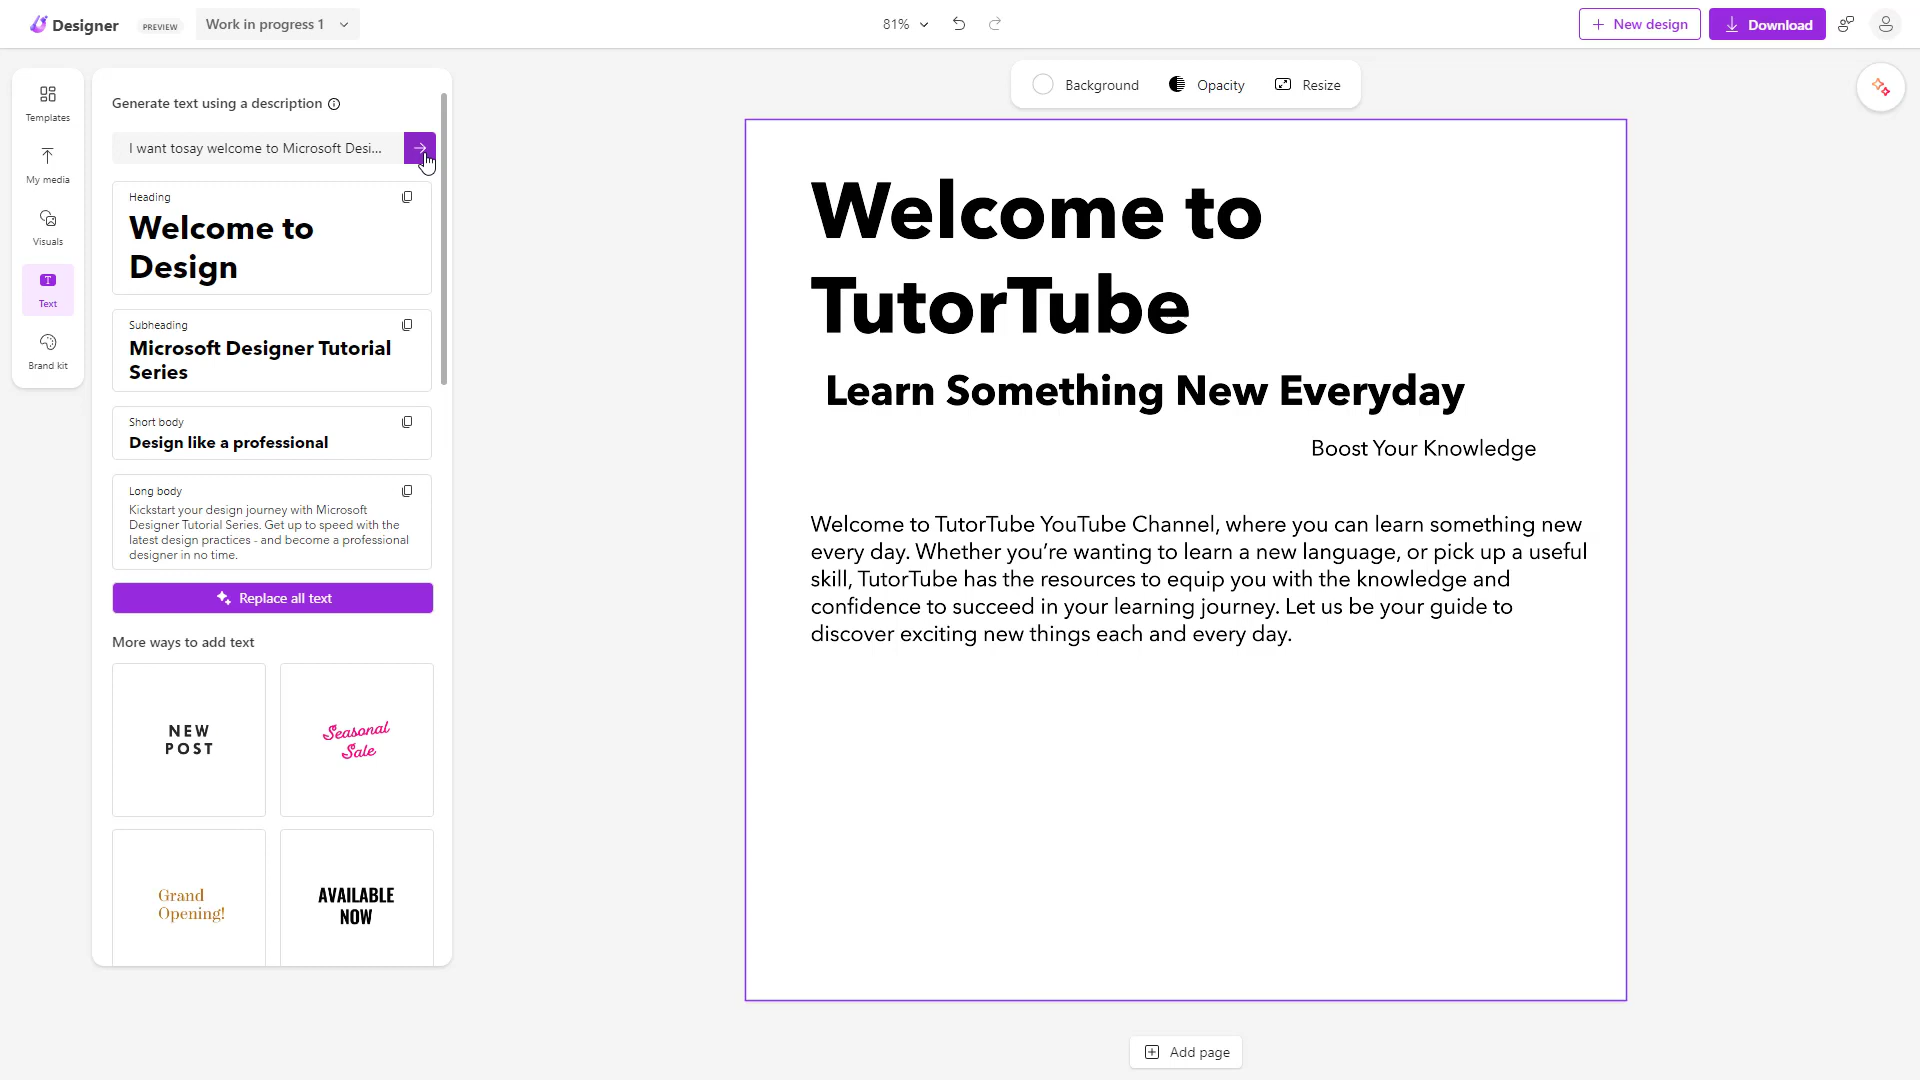 Designer
PREVIEW
Work in progress 1
81%
New design
Download
Templates
My media
Visuals
Text
Brand kit
Generate text using a description
I want tosay welcome to Microsoft Desi...
Heading
Welcome to
Design
Subheading
Microsoft Designer Tutorial
Series
Short body
Design like a professional
Long body
Kickstart your design journey with Microsoft
Designer Tutorial Series. Get up to speed with the
latest design practices - and become a professional
designer in no time.
Replace all text
More ways to add text
NEW
POST
Seasonal
Sale
Grand
Opening!
AVAILABLE
NOW
Background
Opacity
Resize
Welcome to
TutorTube
Learn Something New Everyday
Boost Your Knowledge
Welcome to TutorTube YouTube Channel, where you can learn something new
every day. Whether you’re wanting to learn a new language, or pick up a useful
skill, TutorTube has the resources to equip you with the knowledge and
confidence to succeed in your learning journey. Let us be your guide to
discover exciting new things each and every day.
Add page